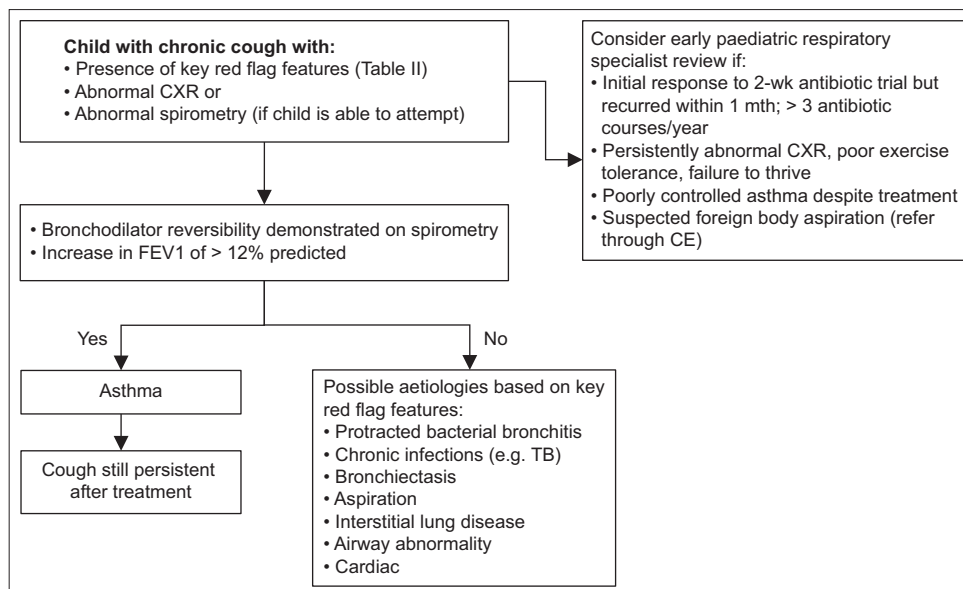 Child with chronic cough with:
• Presence of key red flag features (Table II)
• Abnormal CXR or
• Abnormal spirometry (if child is able to attempt)
Consider early paediatric respiratory
specialist review if:
• Initial response to 2-wk antibiotic trial but
recurred within 1 mth; > 3 antibiotic
courses/year
• Persistently abnormal CXR, poor exercise
tolerance, failure to thrive
• Poorly controlled asthma despite treatment
• Suspected foreign body aspiration (refer
through CE)
• Bronchodilator reversibility demonstrated on spirometry
• Increase in FEV1 of > 12% predicted
Yes
No
Asthma
Cough still persistent
after treatment
Possible aetiologies based on key
red flag features:
• Protracted bacterial bronchitis
• Chronic infections (e.g. TB)
• Bronchiectasis
• Aspiration
• Interstitial lung disease
• Airway abnormality
• Cardiac